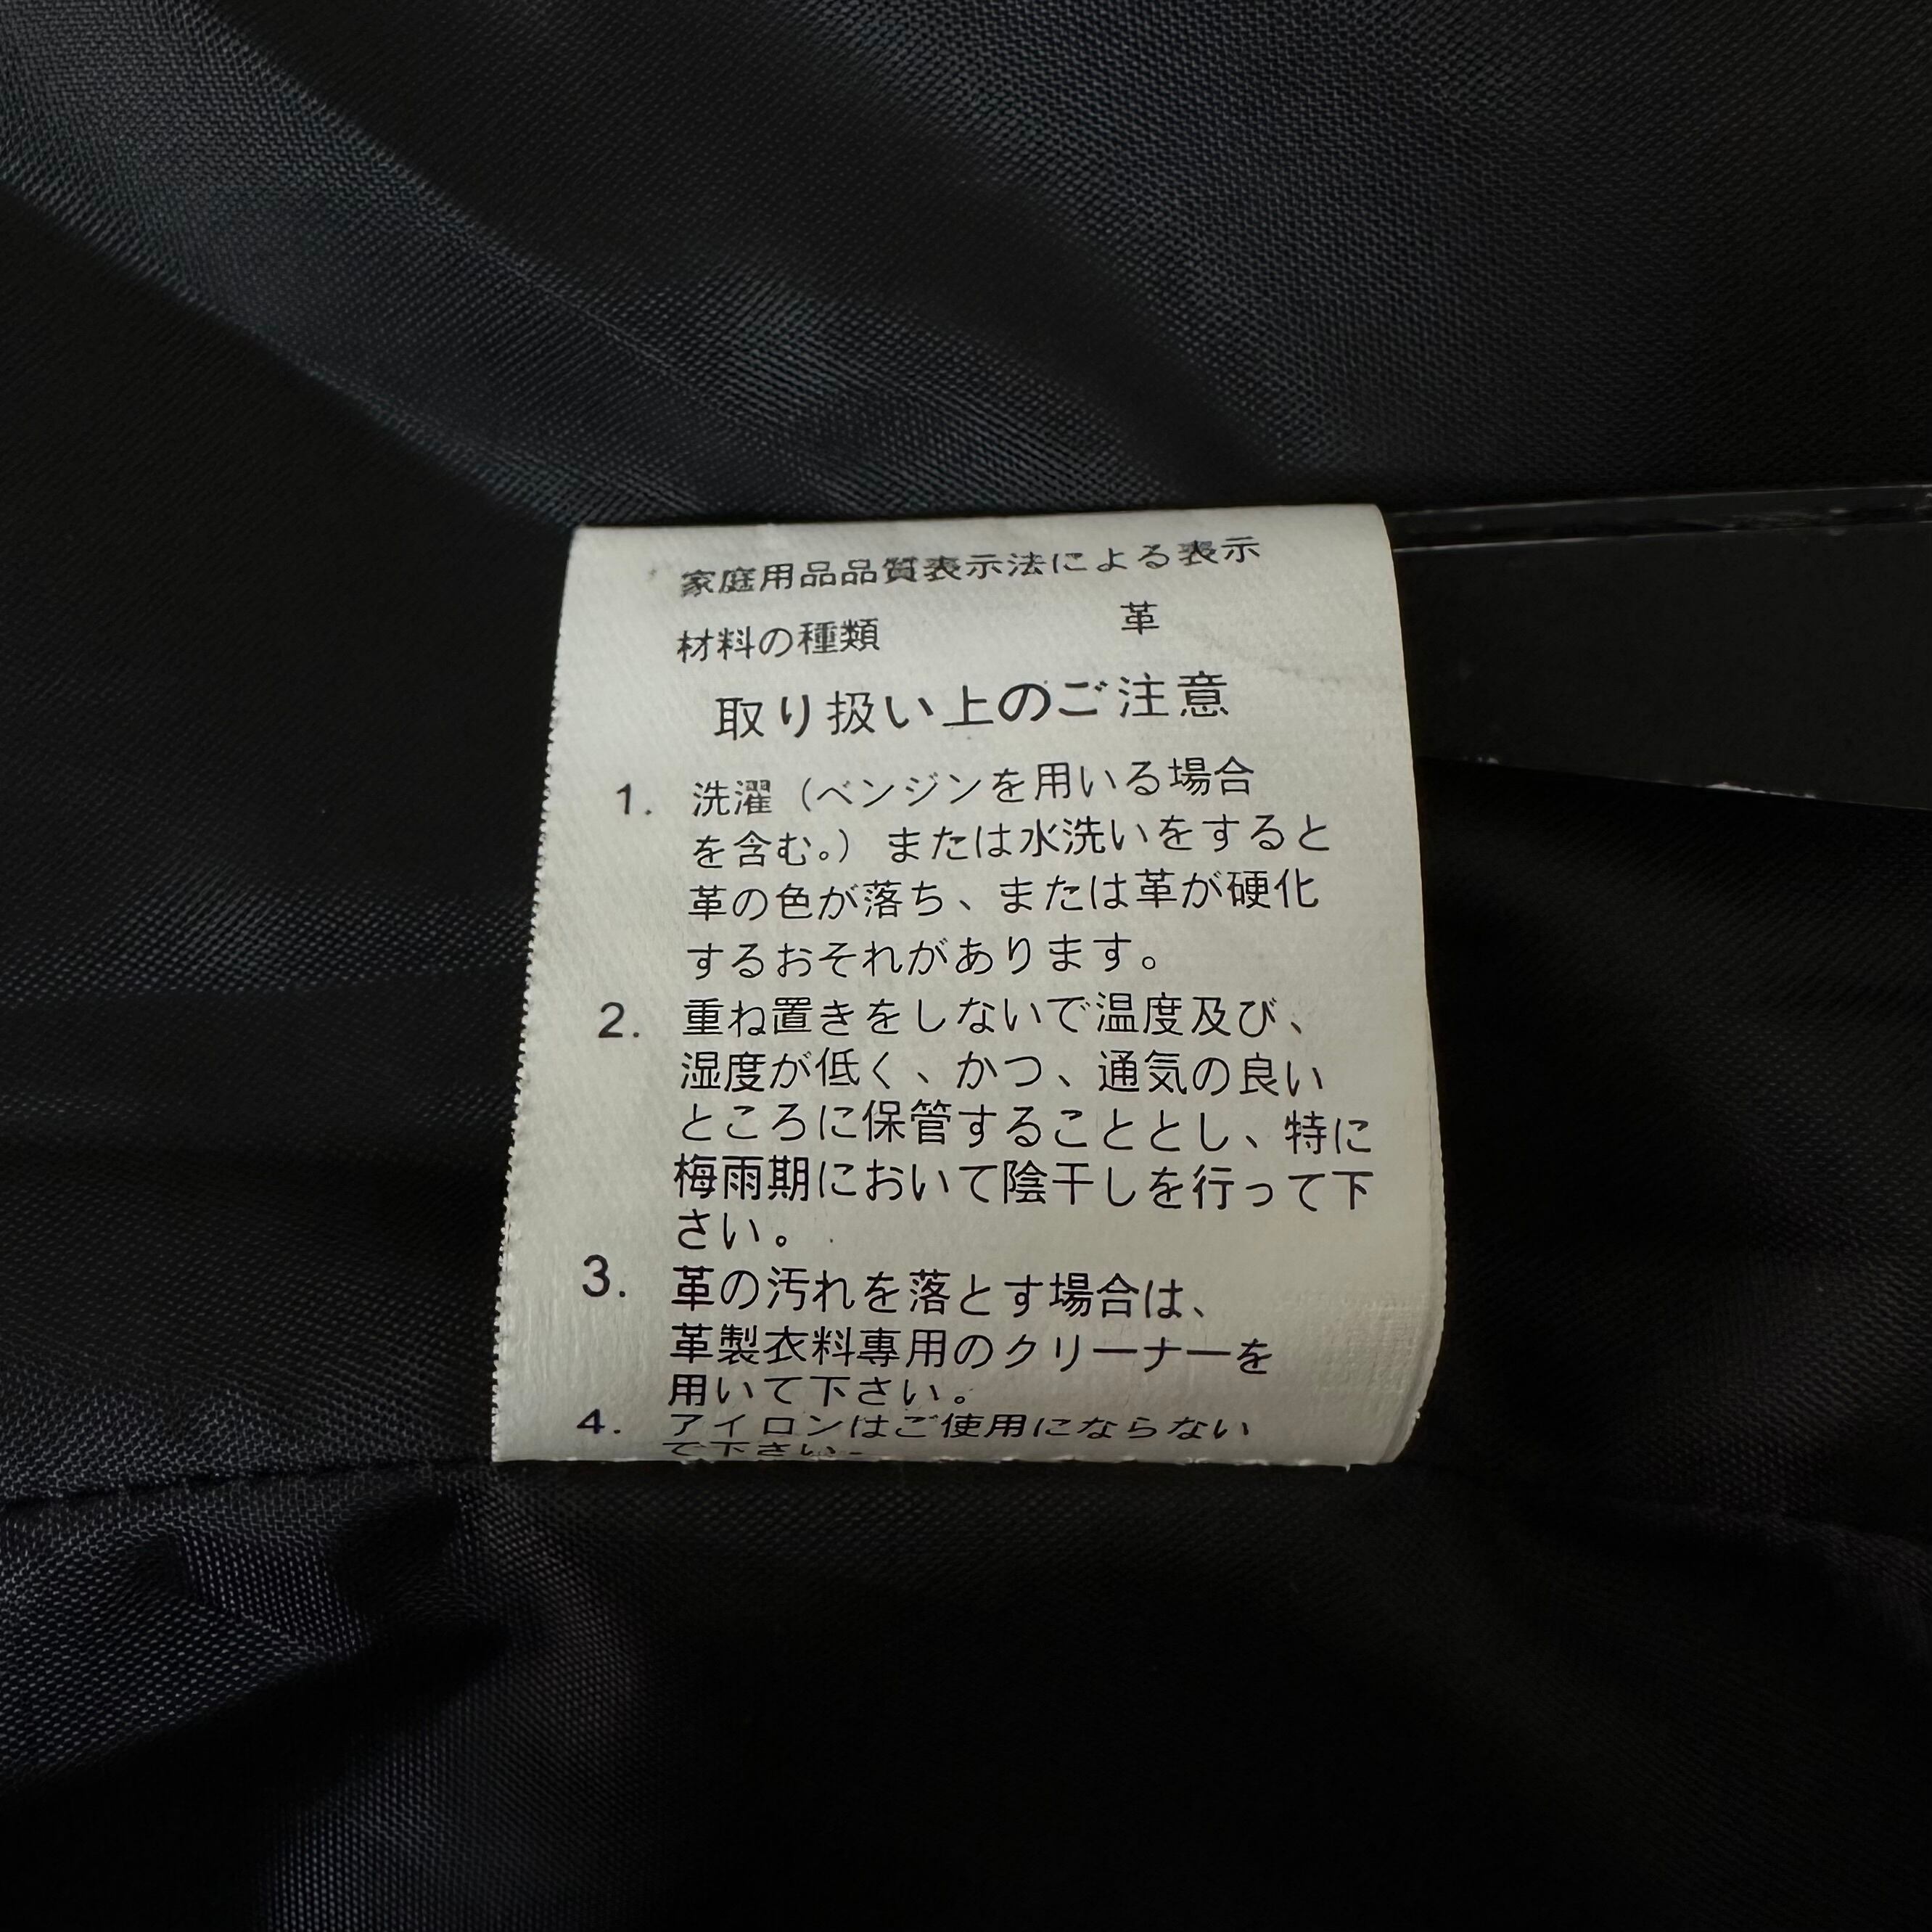 家庭用品品質表示法による表示
材料の種類 革
取り扱い上のご注意
1. 洗濯（ベンジンを用いる場合
を含む。）または水洗いをすると
革の色が落ち、または革が硬化
するおそれがあります。
2. 重ね置きをしないで温度及び、
湿度が低く、かつ、通気の良い
ところに保管することとし、特に
梅雨期において陰干しを行って下
さい。
3. 革の汚れを落とす場合は、
革製衣料専用のクリーナーを
用いて下さい。
4. アイロンはご使用にならない
で下さい。